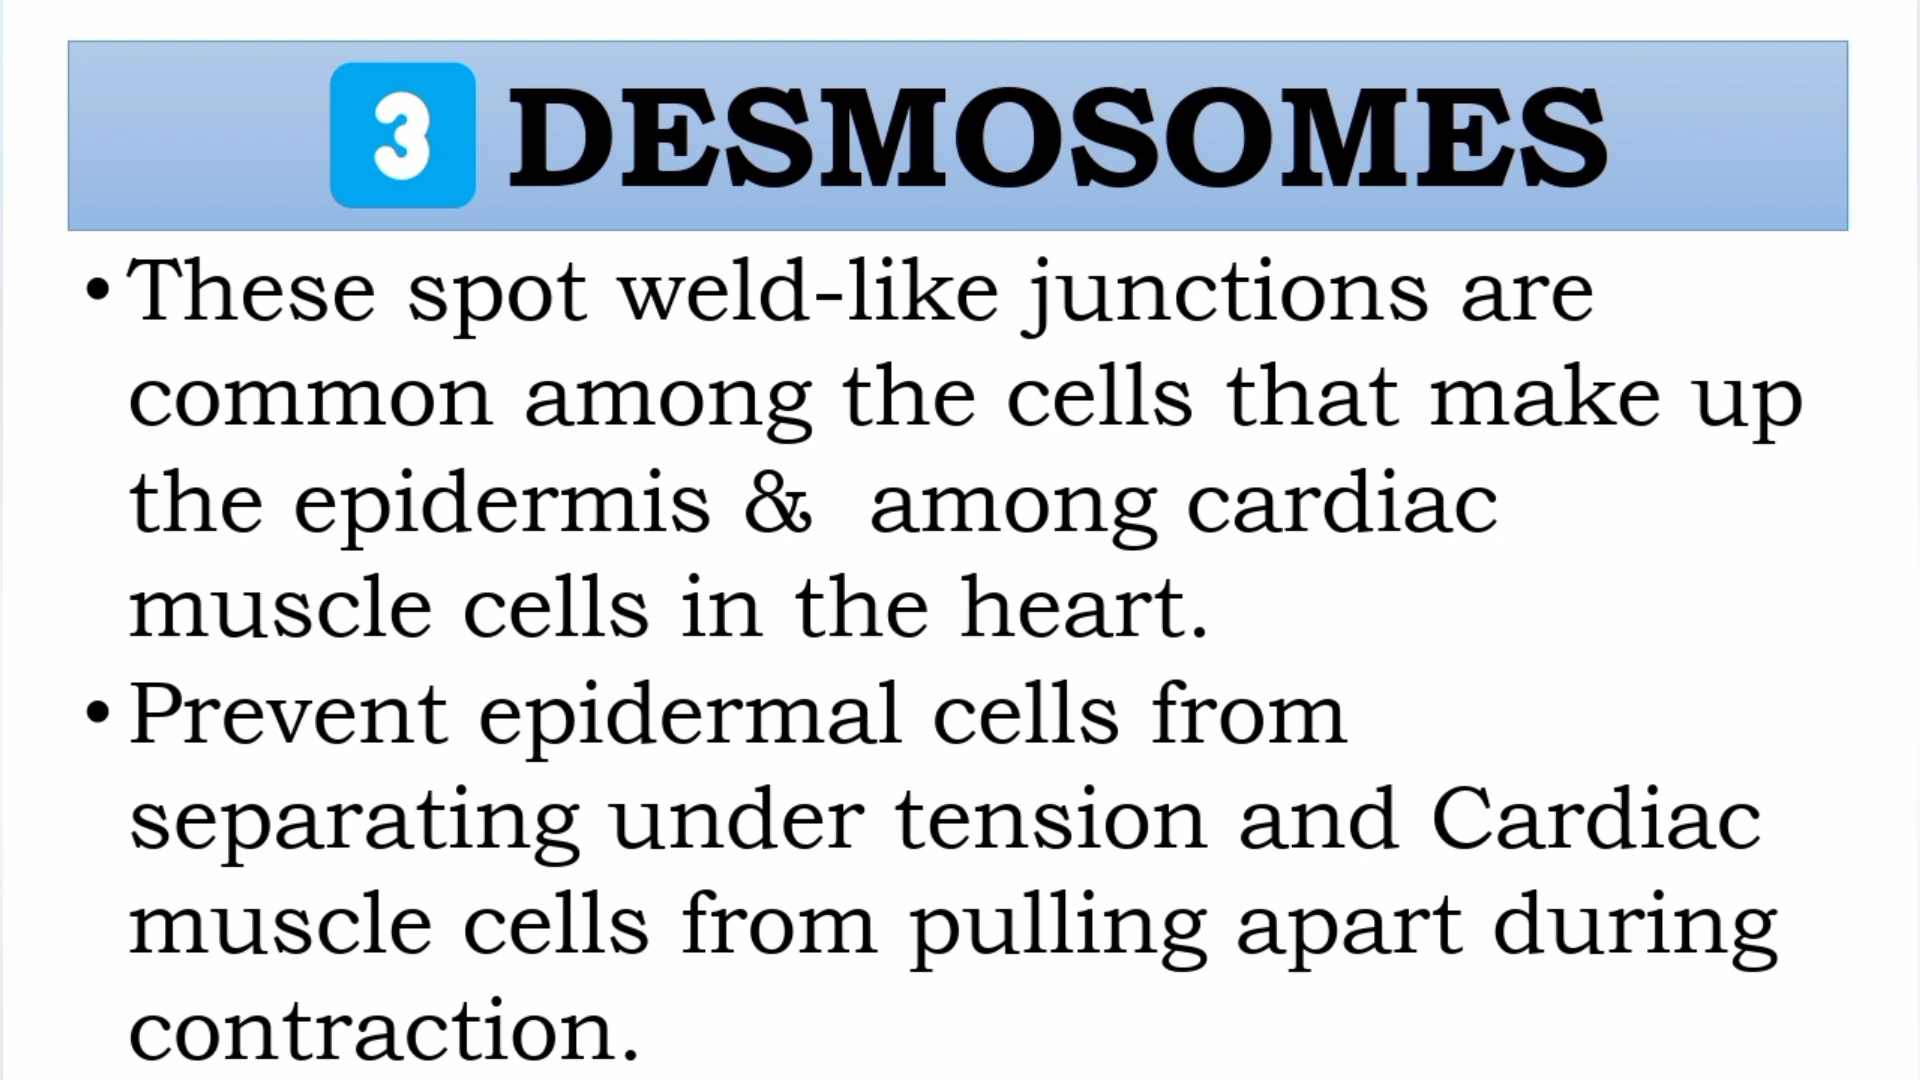 3 DESMOSOMES
• These spot weld-like junctions are
common among the cells that make up
the epidermis & among cardiac
muscle cells in the heart.
• Prevent epidermal cells from
separating under tension and Cardiac
muscle cells from pulling apart during
contraction.